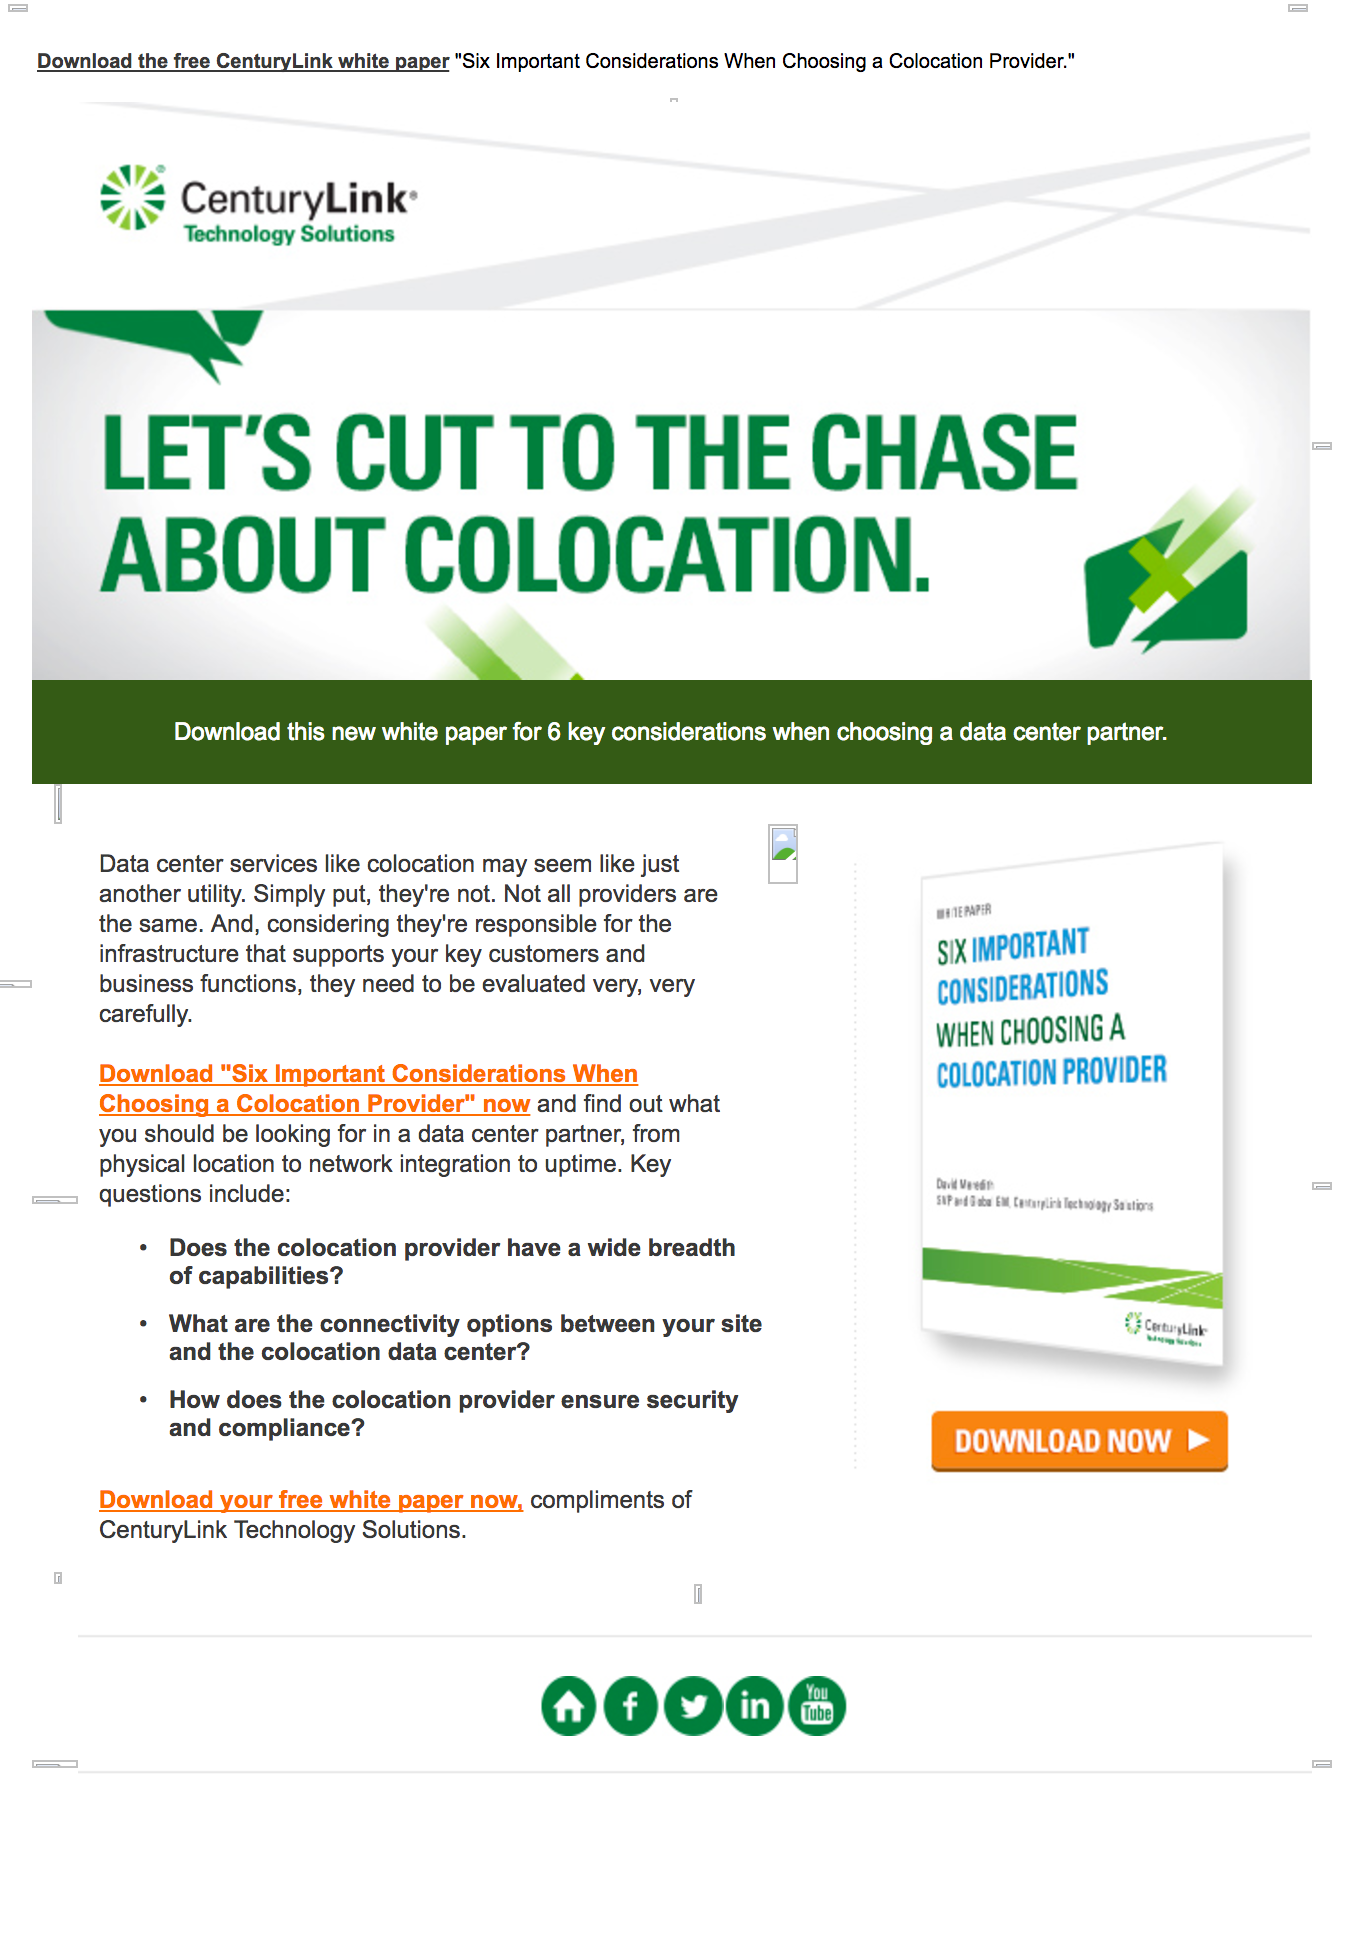 Download the free CenturyLink white paper "Six Important Considerations When Choosing a Colocation Provider."
CenturyLink®
Technology Solutions
LET'S CUT TO THE CHASE
ABOUT COLOCATION.
Download this new white paper for 6 key considerations when choosing a data center partner.
Data center services like colocation may seem like just
another utility. Simply put, they're not. Not all providers are
the same. And, considering they're responsible for the
infrastructure that supports your key customers and
business functions, they need to be evaluated very, very
carefully.
Download "Six Important Considerations When
Choosing a Colocation Provider" now and find out what
you should be looking for in a data center partner, from
physical location to network integration to uptime. Key
questions include:
• Does the colocation provider have a wide breadth
of capabilities?
• What are the connectivity options between your site
and the colocation data center?
• How does the colocation provider ensure security
and compliance?
Download your free white paper now, compliments of
CenturyLink Technology Solutions.
WHITE PAPER
SIX IMPORTANT
CONSIDERATIONS
WHEN CHOOSING A
COLOCATION PROVIDER
David Meredith
SVP and Global GM, CenturyLink Technology Solutions
CenturyLink
Technology Solutions
DOWNLOAD NOW
f
in
You
Tube